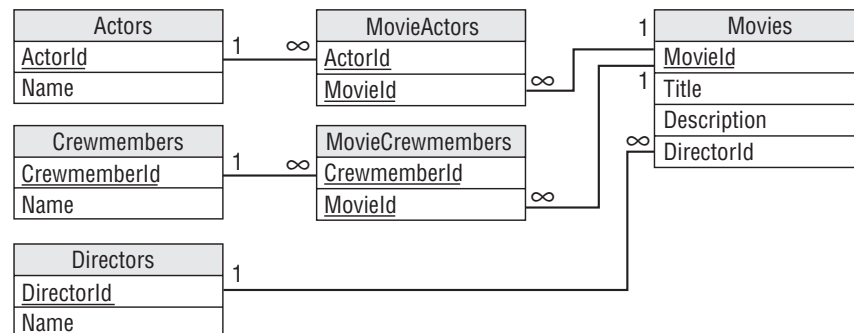 Actors
ActorId
Name
1
∞
MovieActors
ActorId
MovieId
∞
1
Movies
MovieId
Title
Description
DirectorId
1
∞
Crewmembers
CrewmemberId
Name
1
∞
MovieCrewmembers
CrewmemberId
MovieId
∞
Directors
DirectorId
Name
1